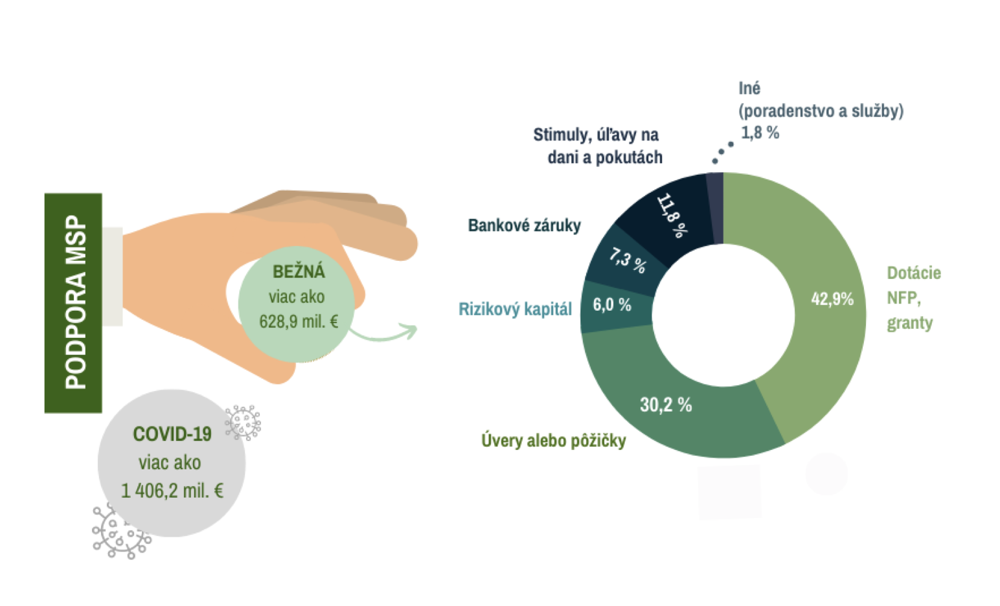 PODPORA MSP
BEŽNÁ
viac ako
628,9 mil. €
COVID-19
viac ako
1 406,2 mil. €
Iné
(poradenstvo a služby)
1,8 %
Stimuly, úľavy na
dani a pokutách
11,8 %
Bankové záruky
7,3 %
Rizikový kapitál
6,0 %
Úvery alebo pôžičky
30,2 %
42,9%
Dotácie
NFP,
granty